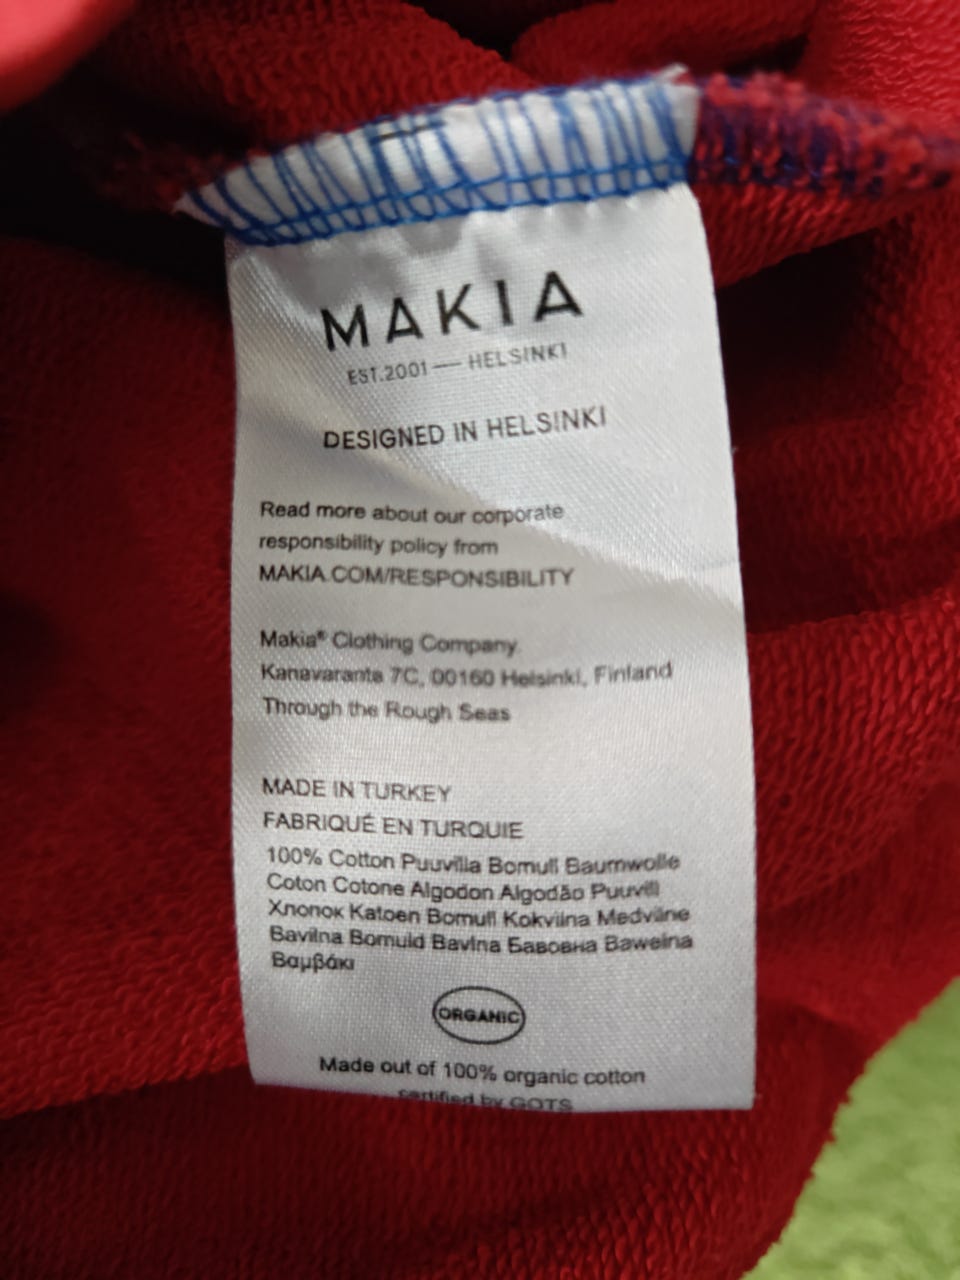 MAKIA
EST.2001 — HELSINKI
DESIGNED IN HELSINKI
Read more about our corporate
responsibility policy from
MAKIA.COM/RESPONSIBILITY
Makia® Clothing Company
Kanavaranta 7C, 00160 Helsinki, Finland
Through the Rough Seas
MADE IN TURKEY
FABRIQUÉ EN TURQUIE
100% Cotton Puuvilla Bomull Baumwolle
Coton Cotone Algodon Algodão Puuvill
Хлопок Katoen Bomull Kokvilna Medvilne
Bavlna Bomuld Bavlna Бавовна Bawelna
Βαμβάκι
ORGANIC
Made out of 100% organic cotton
certified by GOTS